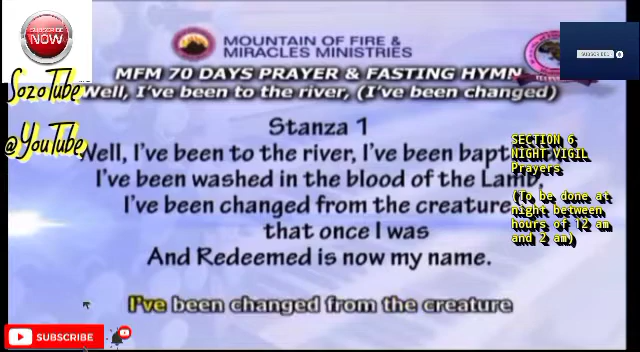 SUBSCRIBE
NOW
MOUNTAIN OF FIRE &
MIRACLES MINISTRIES
SUBSCRIBE
MFM 70 DAYS PRAYER & FASTING HYMN
Well, I've been to the river, (I've been changed)
SozoTube
@YouTube
Stanza 1
Well, I've been to the river, I've been bapt
I've been washed in the blood of the Lamb,
I've been changed from the creature
that once I was
And Redeemed is now my name.
SECTION 6
NIGHT VIGIL
Prayers
(To be done at
night between
hours of 12 am
and 2 am)
I've been changed from the creature
SUBSCRIBE